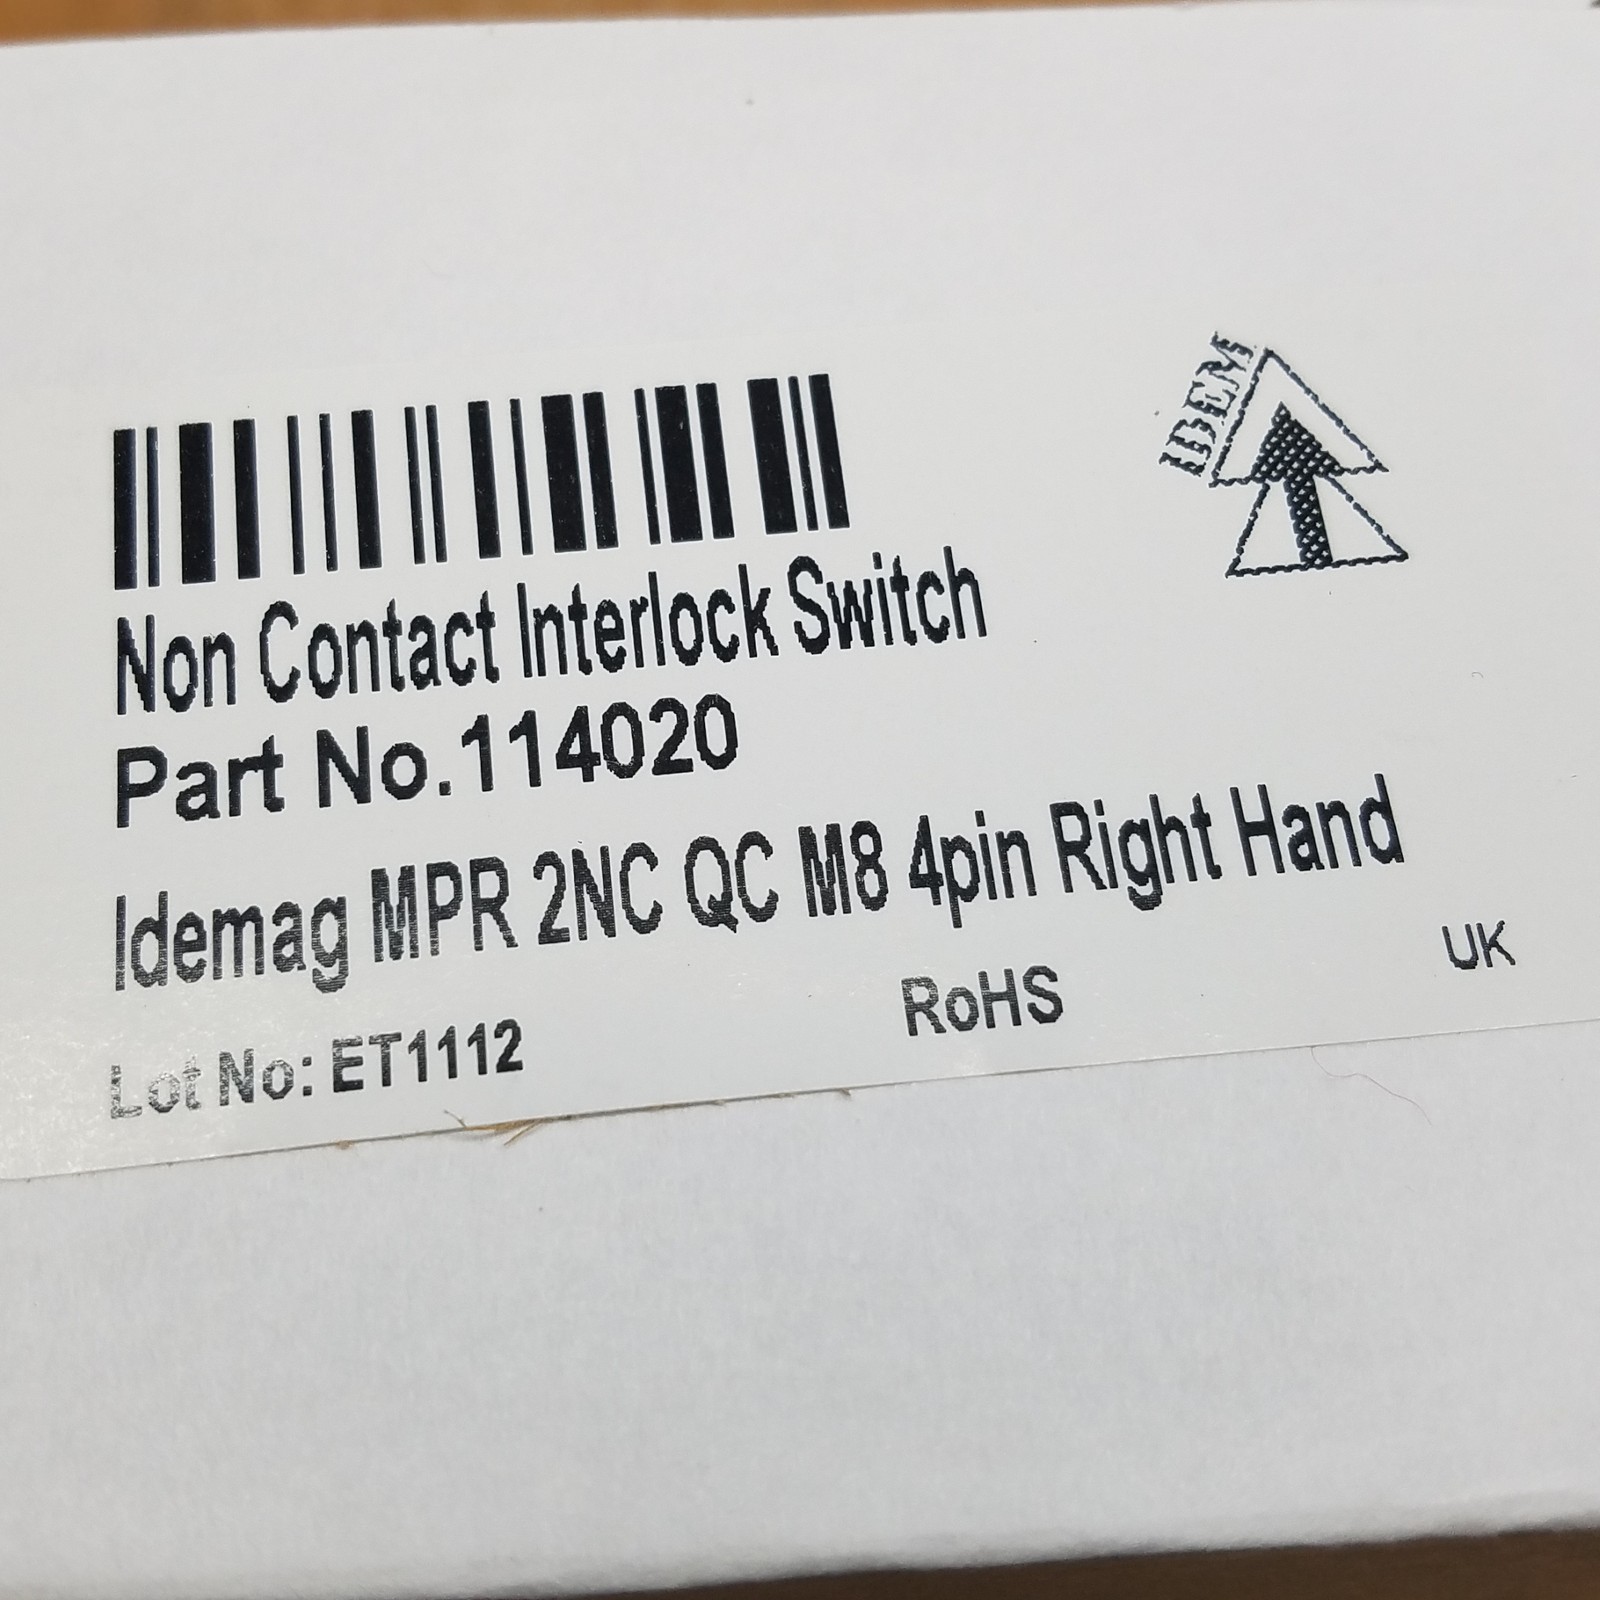 IDEM
Non Contact Interlock Switch
Part No.114020
Idemag MPR 2NC QC M8 4pin Right Hand
Lot No: ET1112 RoHS UK